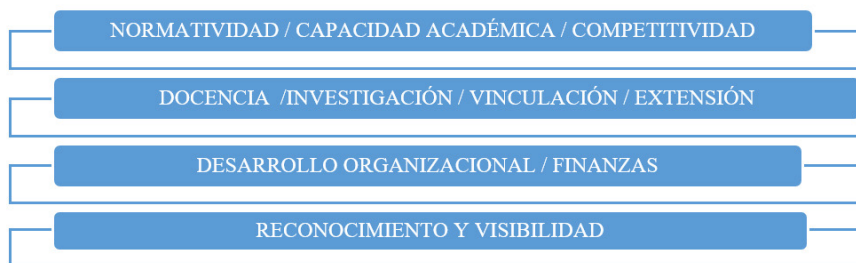 NORMATIVIDAD / CAPACIDAD ACADÉMICA / COMPETITIVIDAD
DOCENCIA /INVESTIGACIÓN / VINCULACIÓN / EXTENSIÓN
DESARROLLO ORGANIZACIONAL / FINANZAS
RECONOCIMIENTO Y VISIBILIDAD